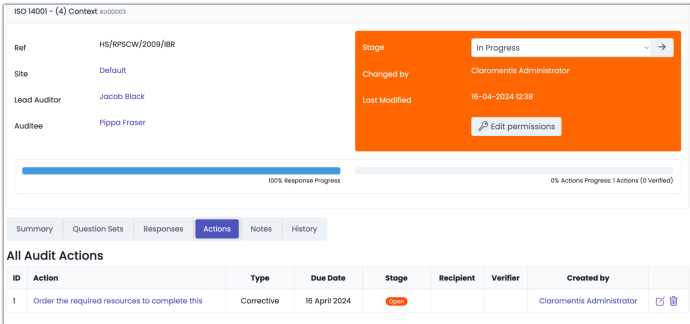 ISO 14001 - (4) Context AU00003
Ref HS/RPSCW/2009/IBR
Site Default
Lead Auditor Jacob Black
Auditee Pippa Fraser
Stage In Progress
Changed by Claromentis Administrator
Last Modified 16-04-2024 12:38
Edit permissions
100% Response Progress
0% Actions Progress: 1 Actions (0 Verified)
Summary Question Sets Responses Actions Notes History
All Audit Actions
ID Action Type Due Date Stage Recipient Verifier Created by
1 Order the required resources to complete this Corrective 16 April 2024 Open Claromentis Administrator